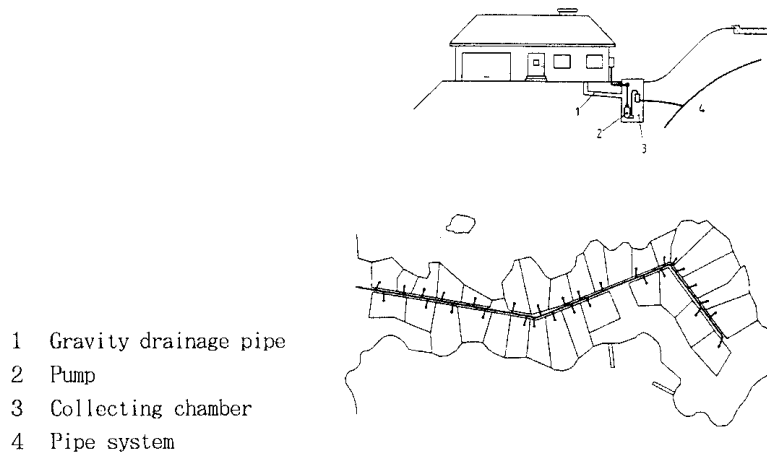 1
2
3
4
1 Gravity drainage pipe
2 Pump
3 Collecting chamber
4 Pipe system